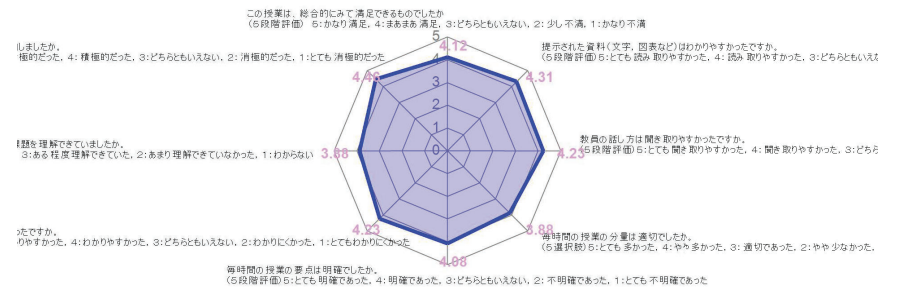 この授業は、総合的にみて満足できるものでしたか
(5段階評価) 5:かなり満足, 4:まあまあ満足, 3:どちらともいえない, 2:少し不満, 1:かなり不満
5
4.12
しましたか。
極的だった, 4:積極的だった, 3:どちらともいえない, 2:消極的だった, 1:とても消極的だった
提示された資料(文字, 図表など)はわかりやすかったですか。
(5段階評価)5:とても読み取りやすかった, 4:読み取りやすかった, 3:どちらともいえた
4
4.46
4.31
3
2
1
0
課題を理解できていましたか。
3:ある程度理解できていた, 2:あまり理解できていなかった, 1:わからない
3.88
教員の話し方は聞き取りやすかったですか。
4.23
(5段階評価)5:とても聞き取りやすかった, 4:聞き取りやすかった, 3:どちら
ったですか。
りやすかった, 4:わかりやすかった, 3:どちらともいえない, 2:わかりにくかった, 1:とてもわかりにくかった
4.23
3.88
毎時間の授業の分量は適切でしたか。
(5選択肢)5:とても多かった, 4:やや多かった, 3:適切であった, 2:やや少なかった,
4.08
毎時間の授業の要点は明確でしたか。
(5段階評価)5:とても明確であった, 4:明確であった, 3:どちらともいえない, 2:不明確であった, 1:とても不明確であった